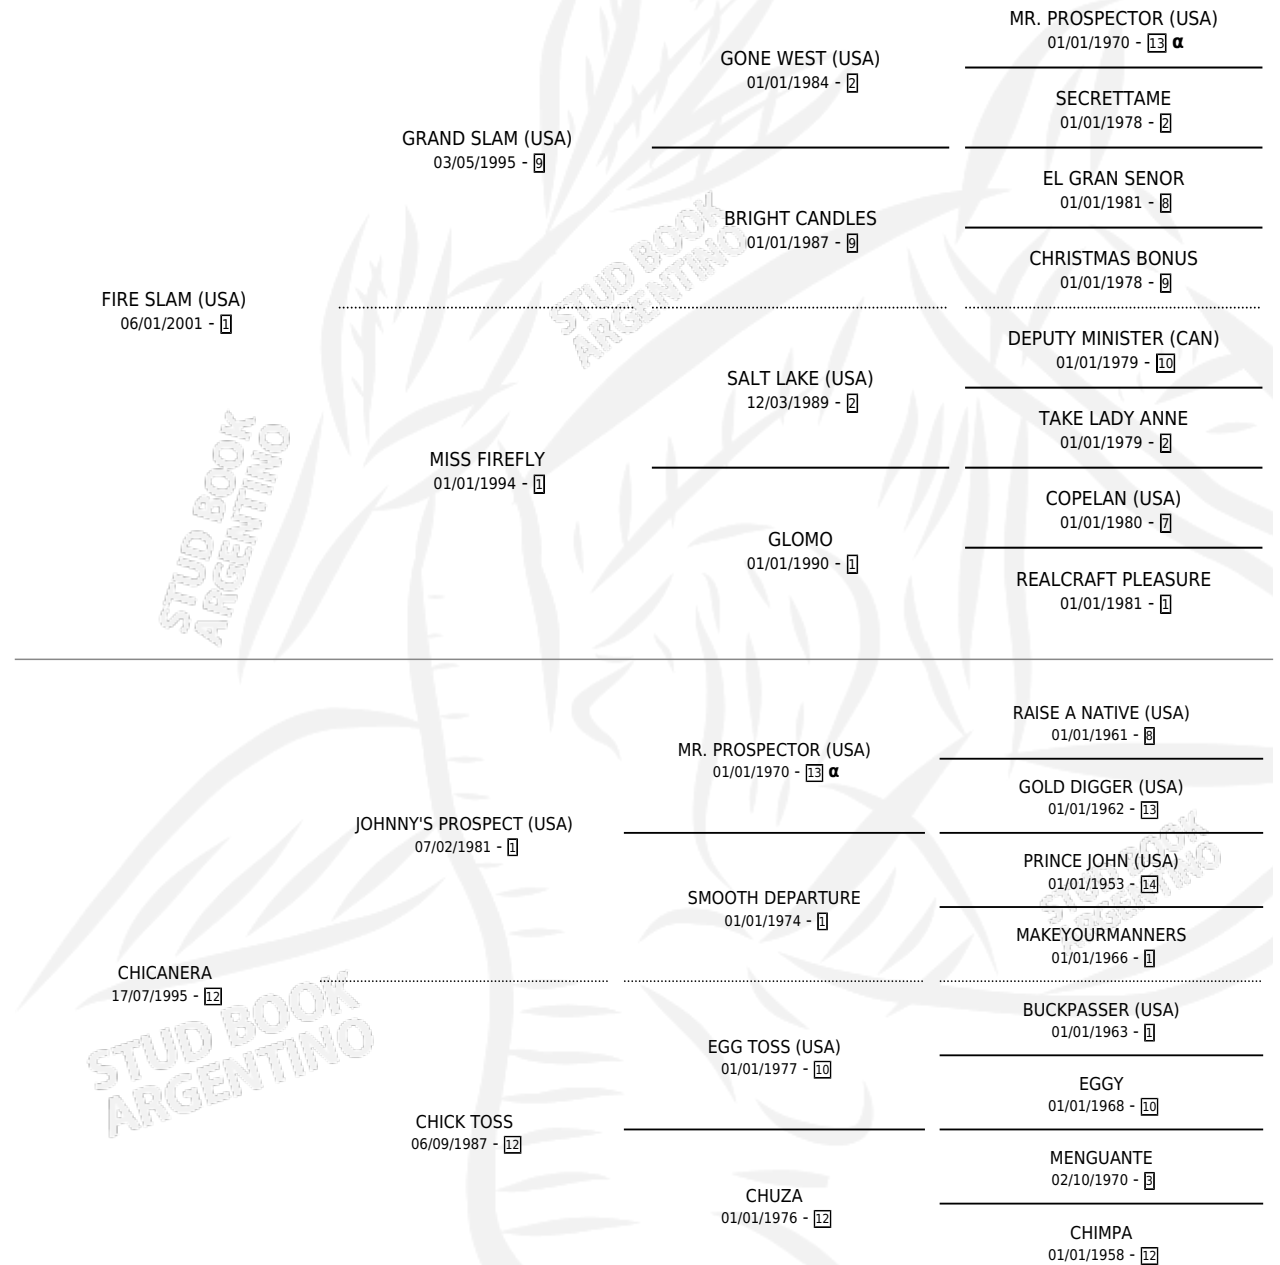 MR. PROSPECTOR (USA)
01/01/1970 - 13 α
GONE WEST (USA)
01/01/1984 - 2
SECRETTAME
01/01/1978 - 2
GRAND SLAM (USA)
03/05/1995 - 9
EL GRAN SENOR
01/01/1981 - 8
BRIGHT CANDLES
01/01/1987 - 9
CHRISTMAS BONUS
01/01/1978 - 9
STUD BOOK
ARGENTINO
FIRE SLAM (USA)
06/01/2001 - 1
DEPUTY MINISTER (CAN)
01/01/1979 - 10
SALT LAKE (USA)
12/03/1989 - 2
TAKE LADY ANNE
01/01/1979 - 2
MISS FIREFLY
01/01/1994 - 1
COPELAN (USA)
01/01/1980 - 7
GLOMO
01/01/1990 - 1
REALCRAFT PLEASURE
01/01/1981 - 1
STUD BOOK
ARGENTINO
RAISE A NATIVE (USA)
01/01/1961 - 8
MR. PROSPECTOR (USA)
01/01/1970 - 13 α
GOLD DIGGER (USA)
01/01/1962 - 13
JOHNNY'S PROSPECT (USA)
07/02/1981 - 1
PRINCE JOHN (USA)
01/01/1953 - 14
STUD BOOK
ARGENTINO
SMOOTH DEPARTURE
01/01/1974 - 1
MAKEYOURMANNERS
01/01/1966 - 1
CHICANERA
17/07/1995 - 12
STUD BOOK
ARGENTINO
BUCKPASSER (USA)
01/01/1963 - 1
EGG TOSS (USA)
01/01/1977 - 10
EGGY
01/01/1968 - 10
CHICK TOSS
06/09/1987 - 12
MENGUANTE
02/10/1970 - 3
CHUZA
01/01/1976 - 12
CHIMPA
01/01/1958 - 12